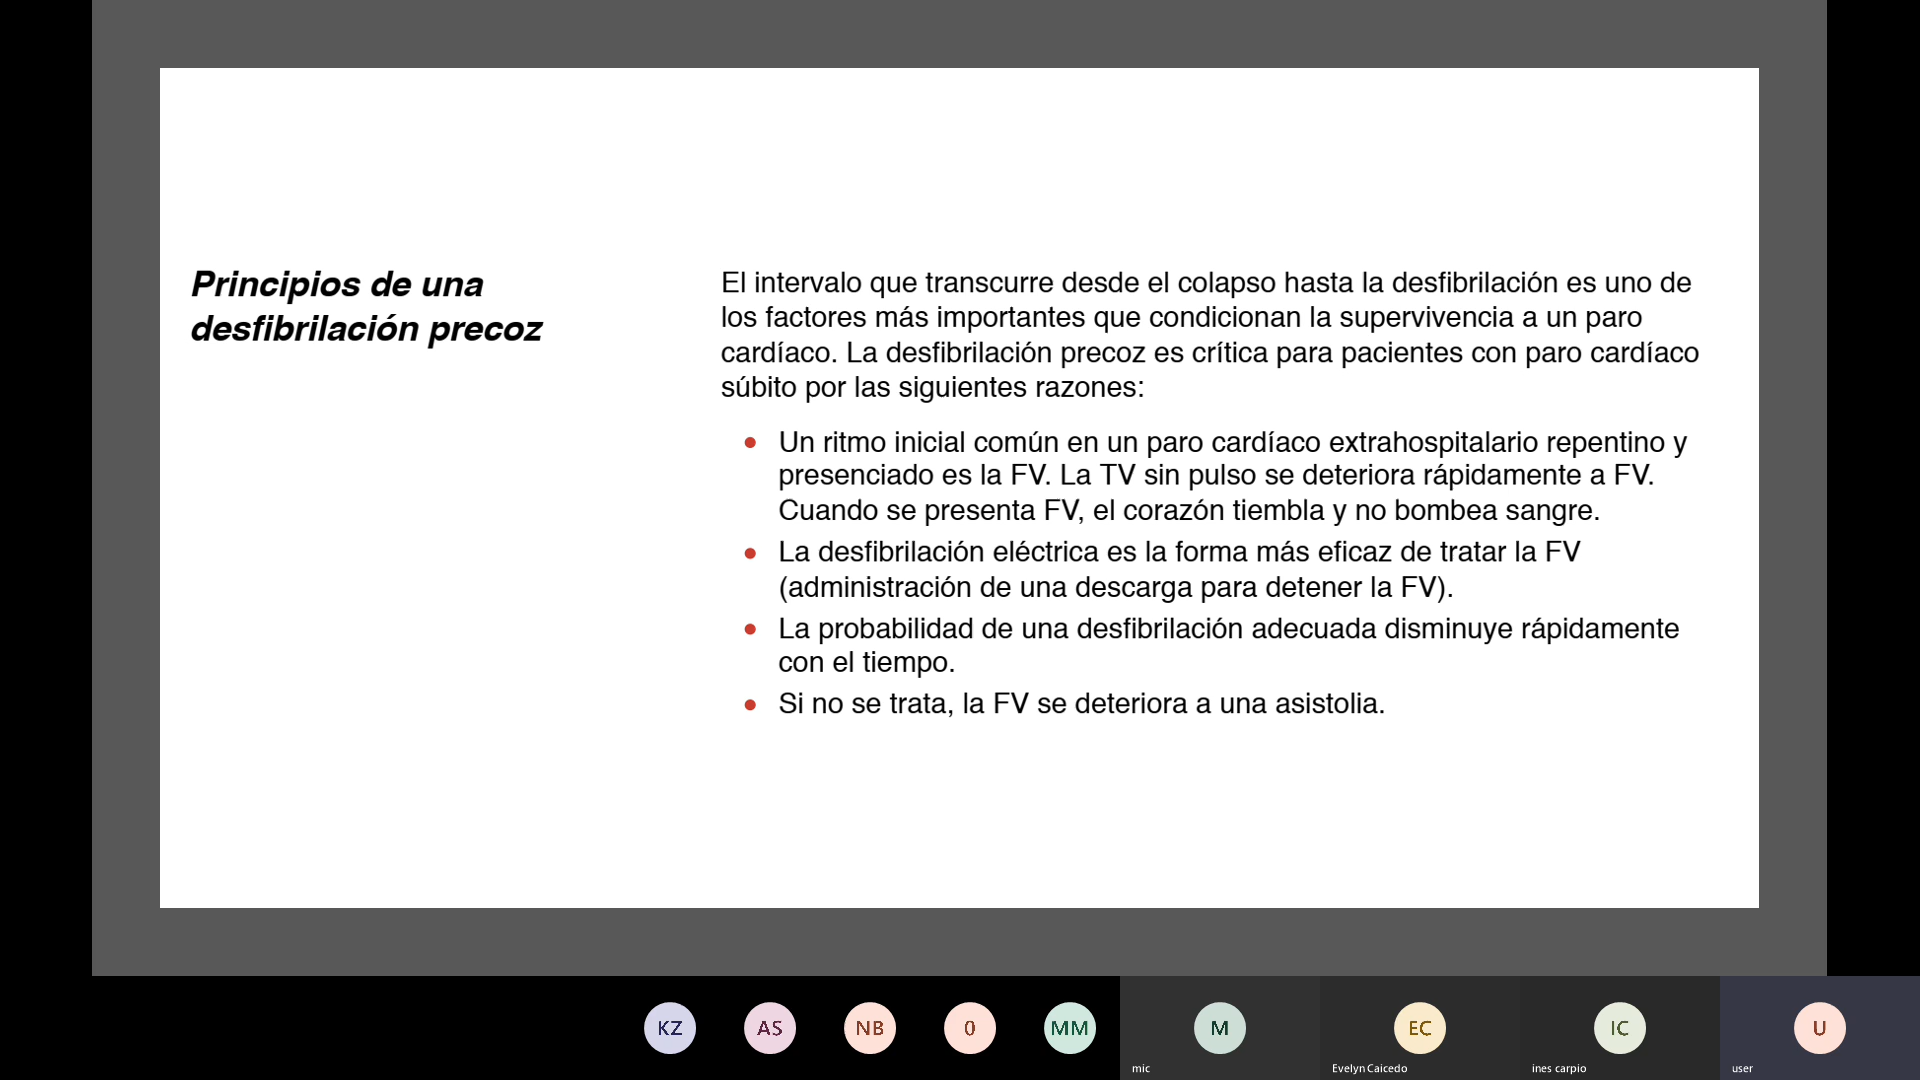 Principios de una
desfibrilación precoz
El intervalo que transcurre desde el colapso hasta la desfibrilación es uno de
los factores más importantes que condicionan la supervivencia a un paro
cardíaco. La desfibrilación precoz es crítica para pacientes con paro cardíaco
súbito por las siguientes razones:
• Un ritmo inicial común en un paro cardíaco extrahospitalario repentino y
presenciado es la FV. La TV sin pulso se deteriora rápidamente a FV.
Cuando se presenta FV, el corazón tiembla y no bombea sangre.
• La desfibrilación eléctrica es la forma más eficaz de tratar la FV
(administración de una descarga para detener la FV).
• La probabilidad de una desfibrilación adecuada disminuye rápidamente
con el tiempo.
• Si no se trata, la FV se deteriora a una asistolia.
KZ AS NB 0 MM M EC IC U
mic Evelyn Caicedo ines carpio user